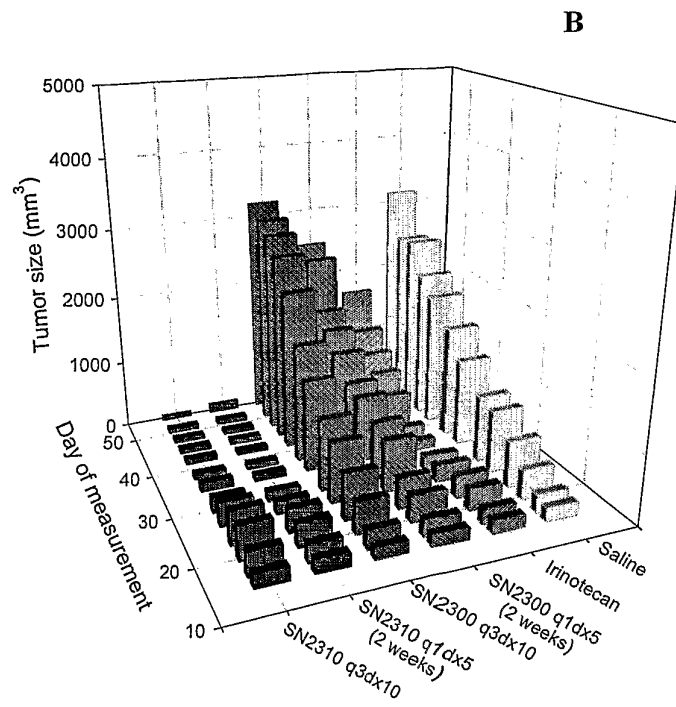 B
5000
4000
3000
2000
1000
0
Tumor size (mm³)
50
40
30
20
10
Day of measurement
SN2310 q3dx10
SN2310 q1dx5
(2 weeks)
SN2300 q3dx10
SN2300 q1dx5
(2 weeks)
Irinotecan
Saline